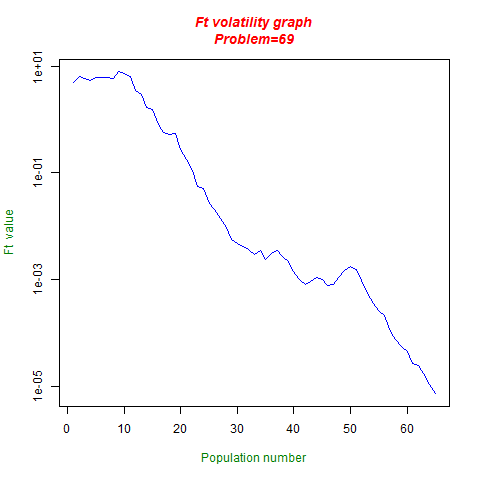 Ft volatility graph
Problem=69
1e+01
1e-01
1e-03
1e-05
Ft value
0 10 20 30 40 50 60
Population number